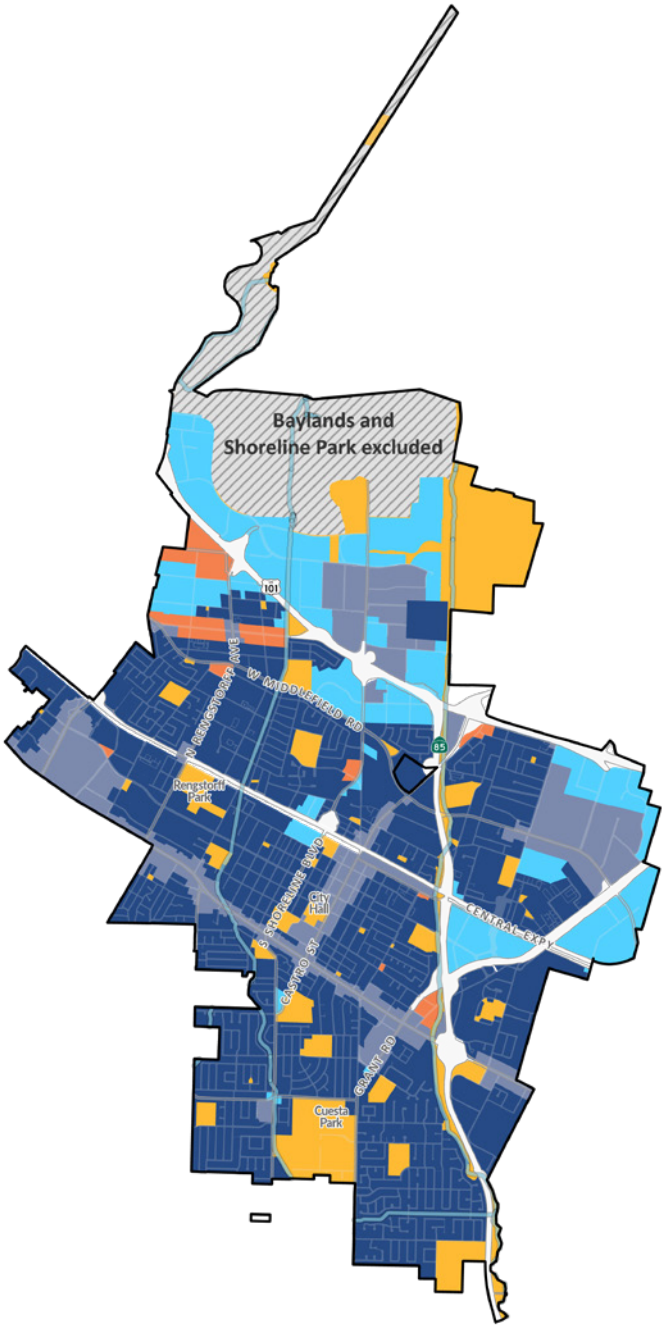 Baylands and
Shoreline Park excluded
101
N RENGSTORFF AVE
W MIDDLEFIELD RD
85
Rengstorff
Park
S SHORELINE BLVD
City
Hall
CENTRAL EXPY
CASTRO ST
GRANT RD
Cuesta
Park